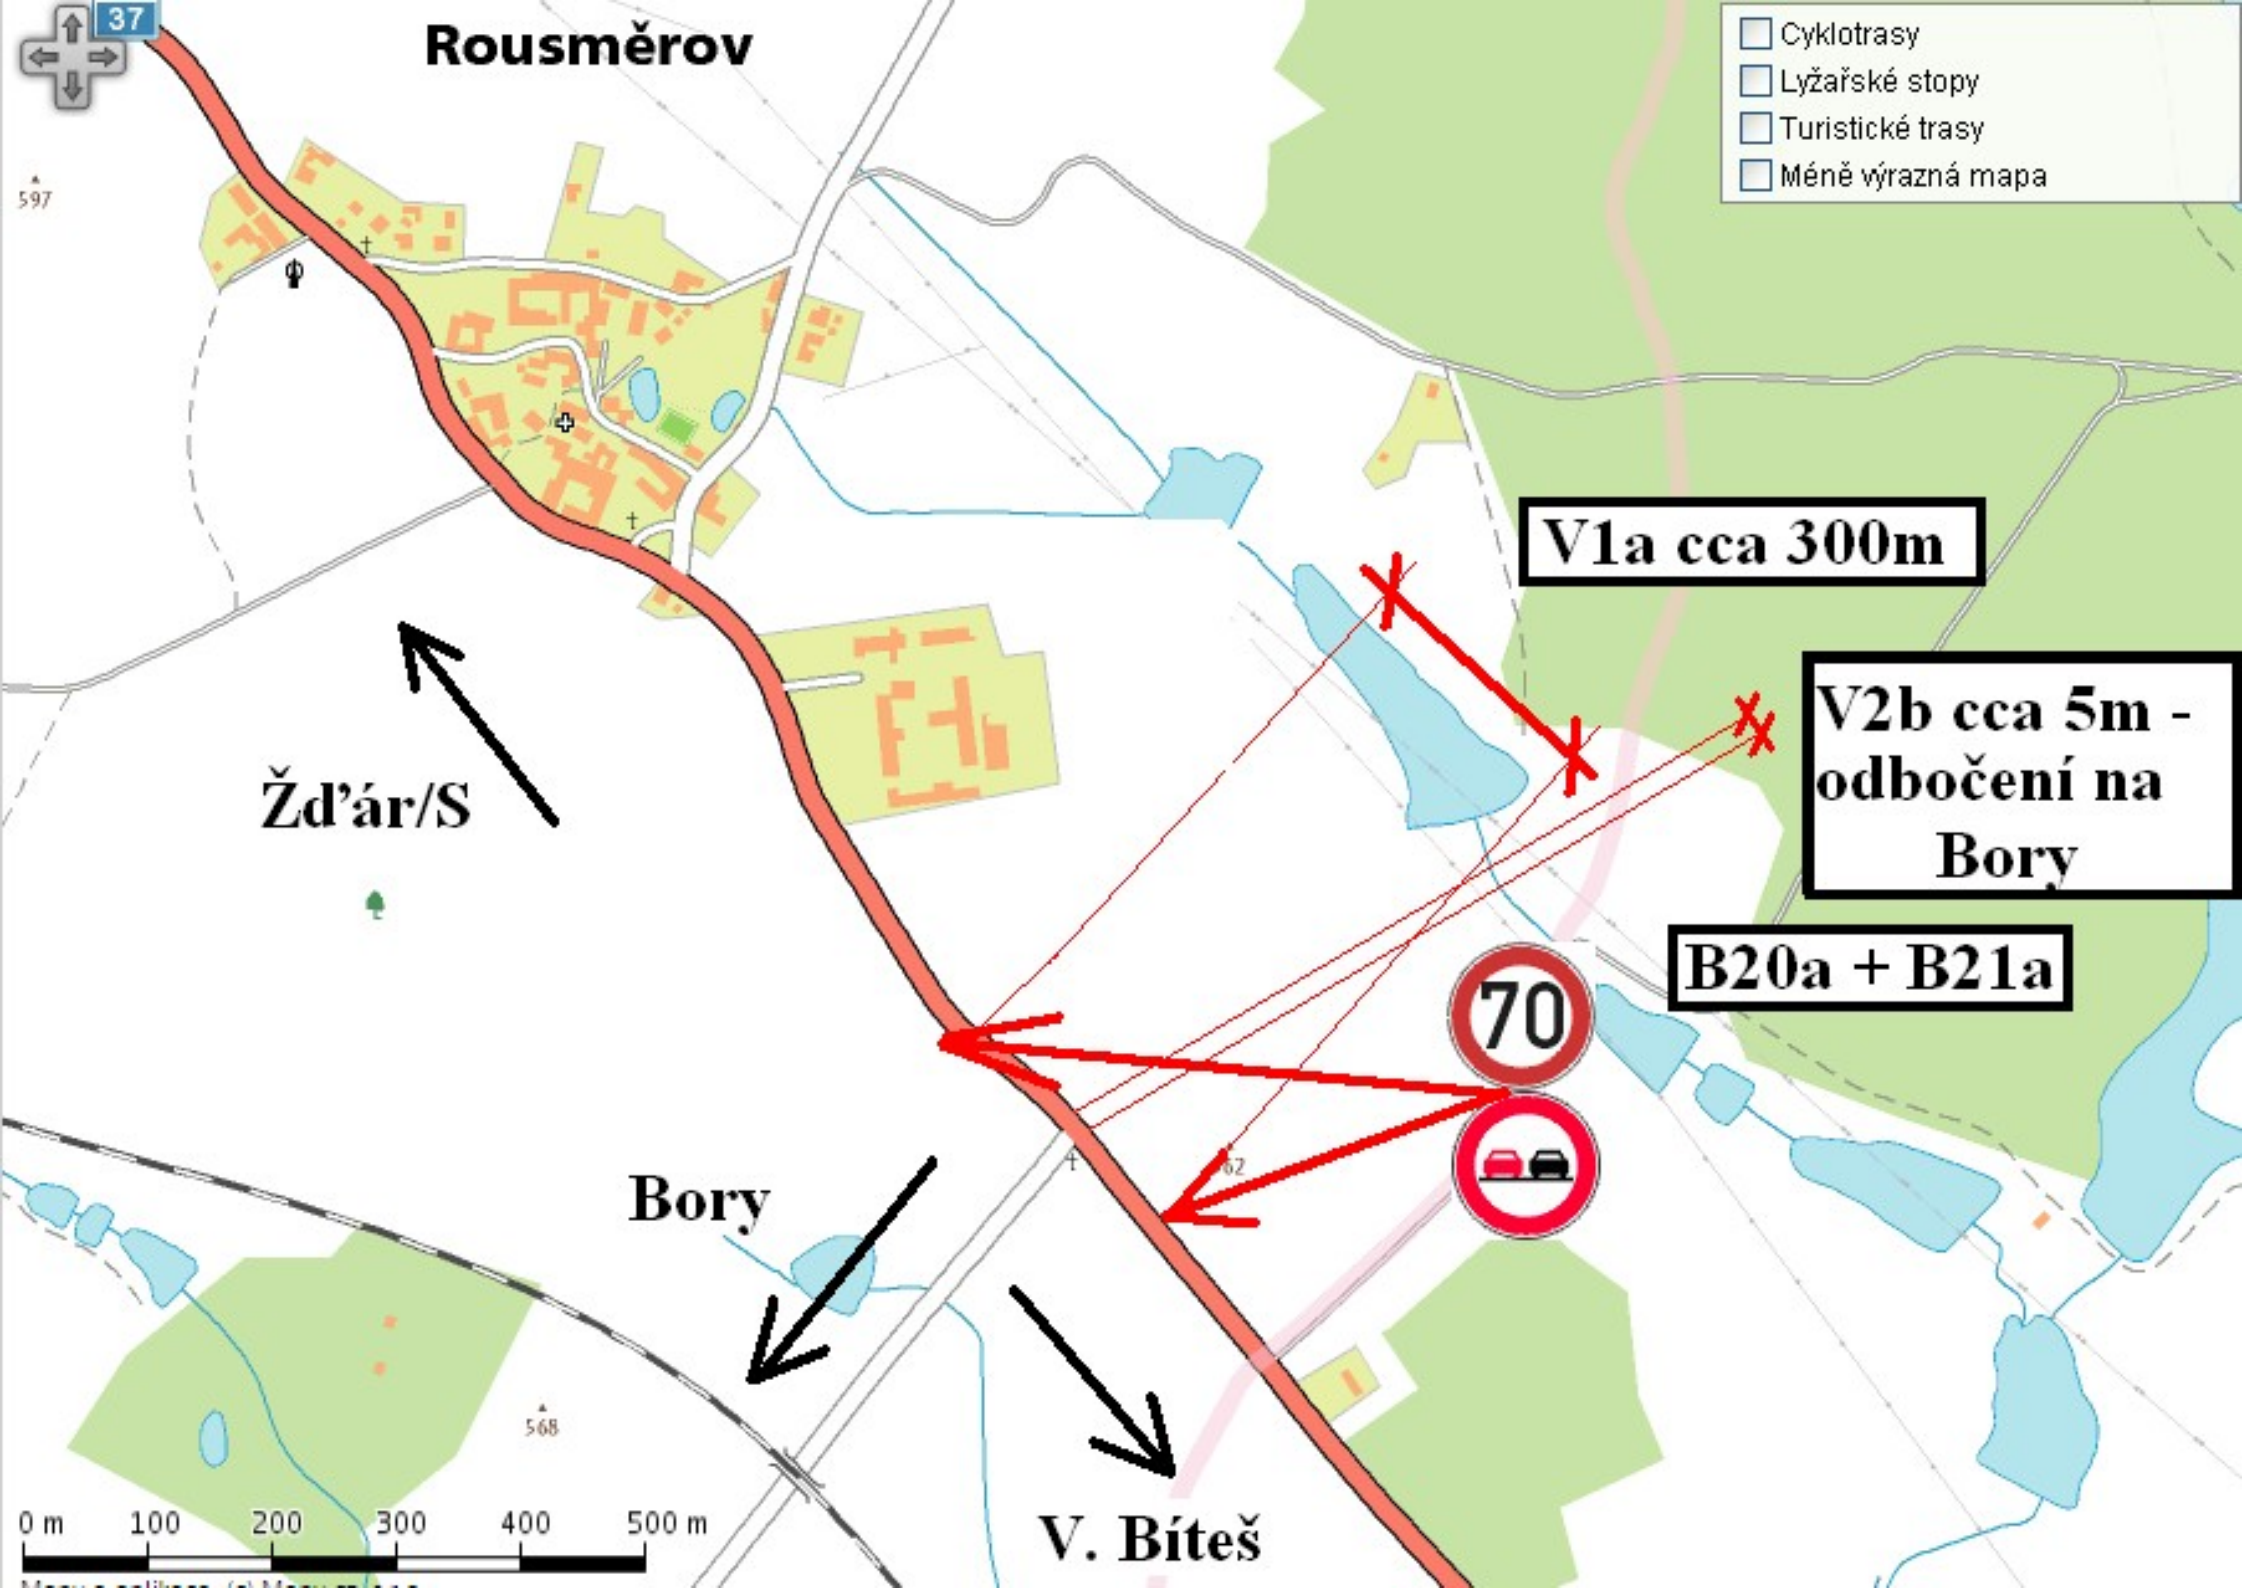 37
Rousměrov
Cyklotrasy
Lyžařské stopy
Turistické trasy
Méně výrazná mapa
597
V1a cca 300m
V2b cca 5m -
odbočení na
Bory
Žďár/S
B20a + B21a
70
62
Bory
568
V. Bíteš
0 m 100 200 300 400 500 m